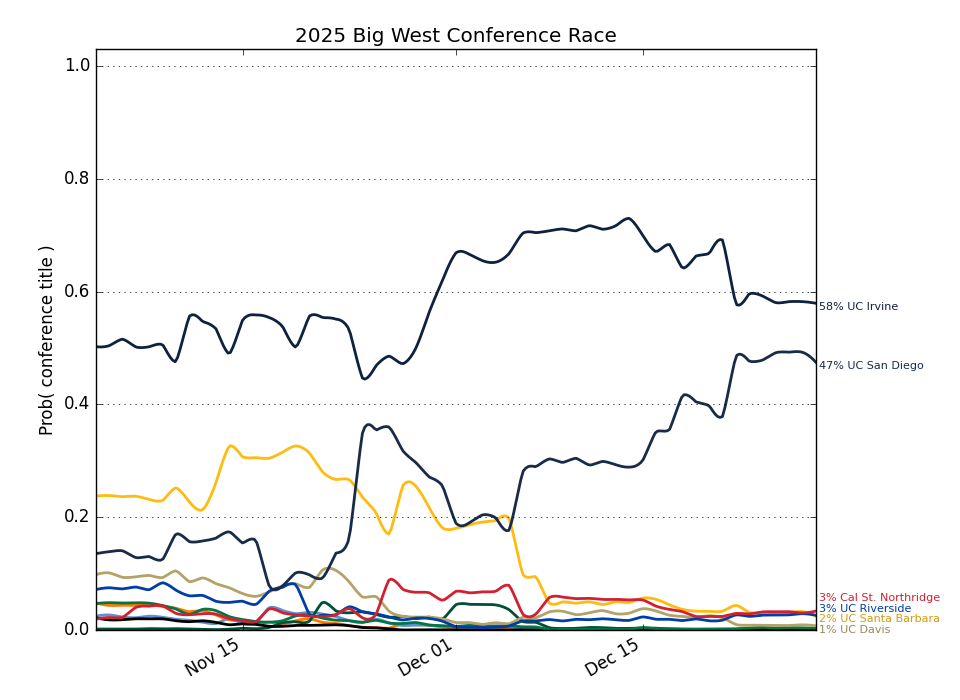 2025 Big West Conference Race
Prob( conference title )
1.0
0.8
0.6
0.4
0.2
0.0
Nov 15
Dec 01
Dec 15
58% UC Irvine
47% UC San Diego
3% Cal St. Northridge
3% UC Riverside
2% UC Santa Barbara
1% UC Davis